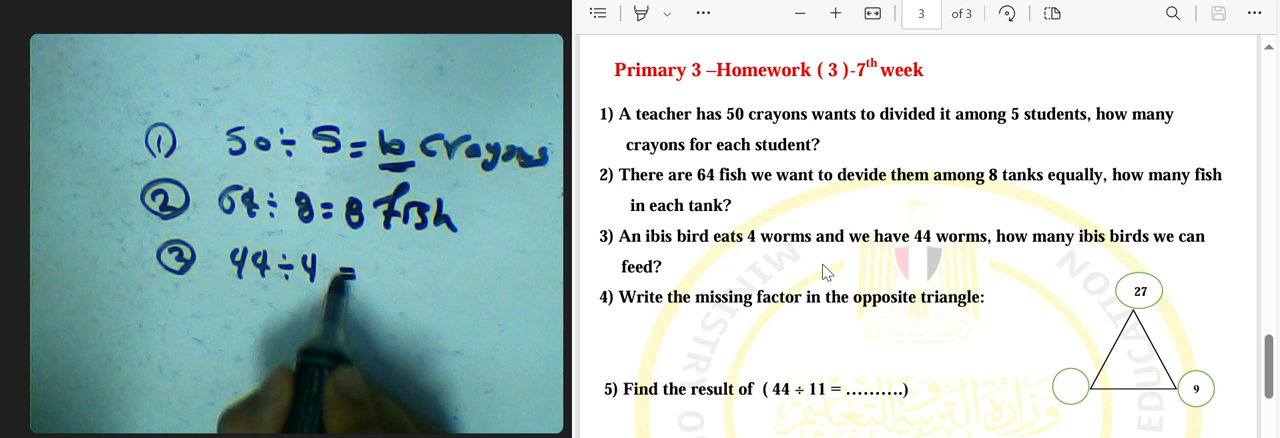 ① 50 ÷ 5 = 10 crayons
② 64 ÷ 8 = 8 fish
③ 44 ÷ 4 =
3 of 3
Primary 3 –Homework ( 3 )-7th week
1) A teacher has 50 crayons wants to divided it among 5 students, how many
crayons for each student?
2) There are 64 fish we want to devide them among 8 tanks equally, how many fish
in each tank?
3) An ibis bird eats 4 worms and we have 44 worms, how many ibis birds we can
feed?
4) Write the missing factor in the opposite triangle:
27
9
5) Find the result of ( 44 ÷ 11 = ..........)
MINISTRY O
EDUCATION
وزارة التربية والتعليم